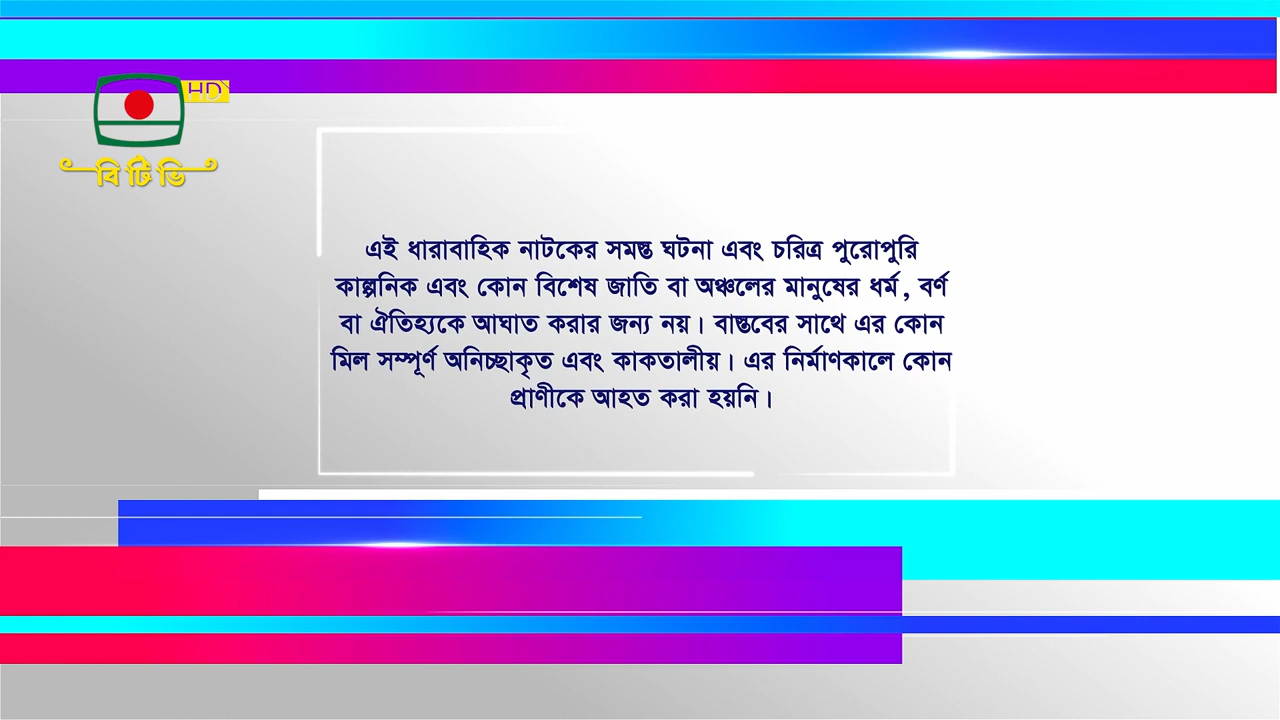 HD
বিটিভি
এই ধারাবাহিক নাটকের সমস্ত ঘটনা এবং চরিত্র পুরোপুরি
কাল্পনিক এবং কোন বিশেষ জাতি বা অঞ্চলের মানুষের ধর্ম, বর্ণ
বা ঐতিহ্যকে আঘাত করার জন্য নয়। বাস্তবের সাথে এর কোন
মিল সম্পূর্ণ অনিচ্ছাকৃত এবং কাকতালীয়। এর নির্মাণকালে কোন
প্রাণীকে আহত করা হয়নি।